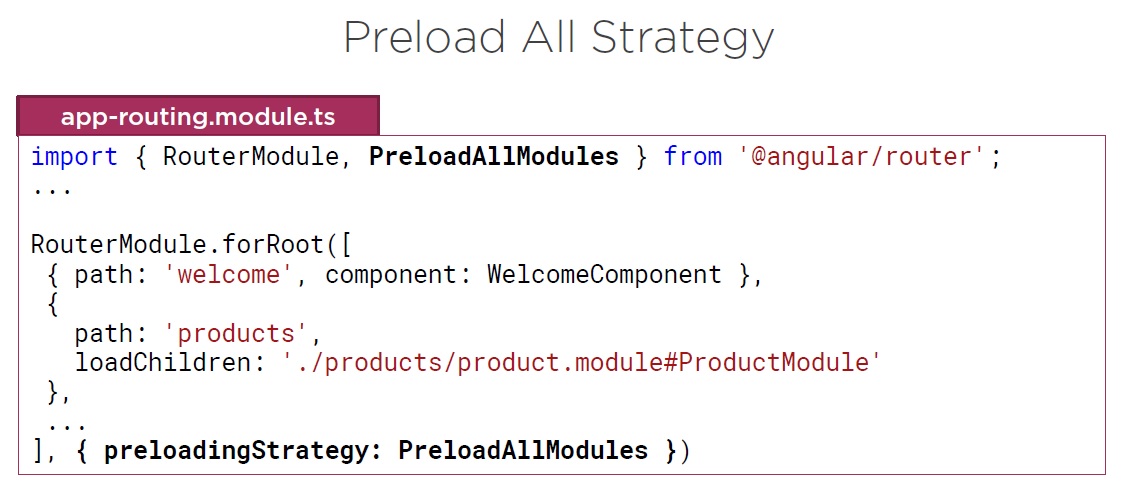 Preload All Strategy
app-routing.module.ts
import { RouterModule, PreloadAllModules } from '@angular/router';
...
RouterModule.forRoot([
 { path: 'welcome', component: WelcomeComponent },
 {
   path: 'products',
   loadChildren: './products/product.module#ProductModule'
 },
 ...
], { preloadingStrategy: PreloadAllModules })